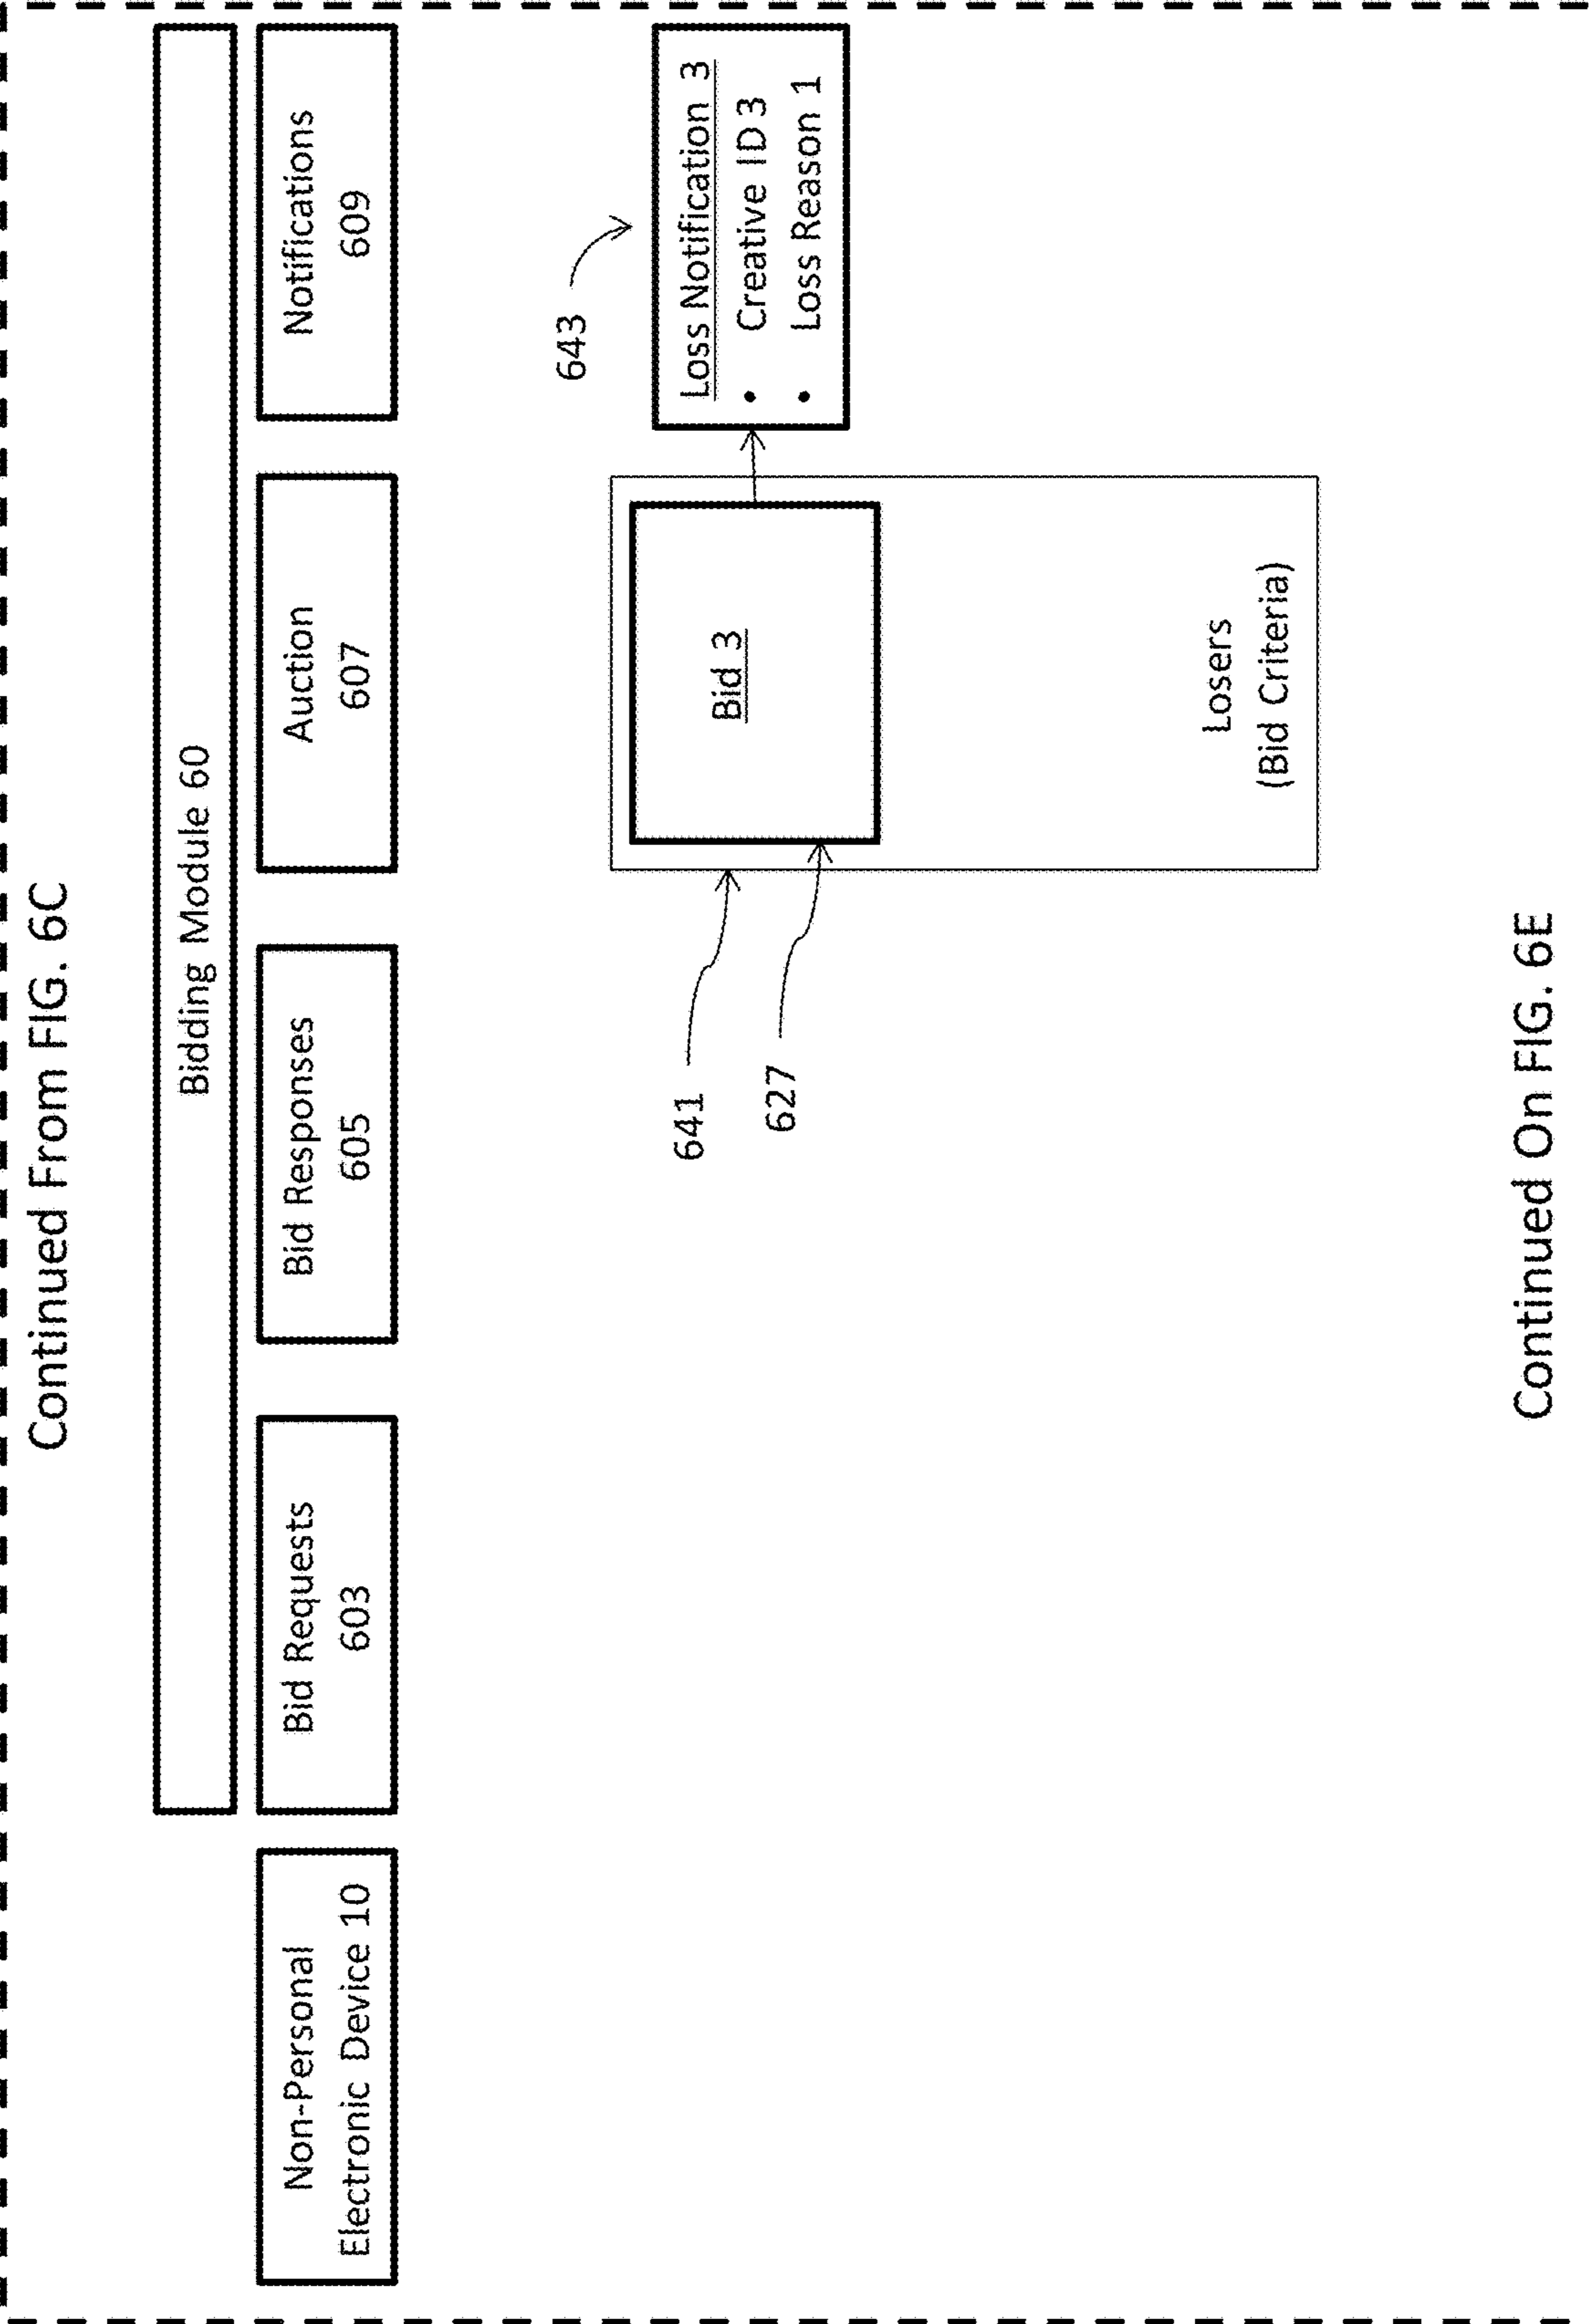 Continued From FIG. 6C
Bidding Module 60
Non-Personal
Electronic Device 10
Bid Requests
603
Bid Responses
605
Auction
607
Notifications
609
643
641
627
Bid 3
Losers
(Bid Criteria)
Loss Notification 3
• Creative ID 3
• Loss Reason 1
Continued On FIG. 6E